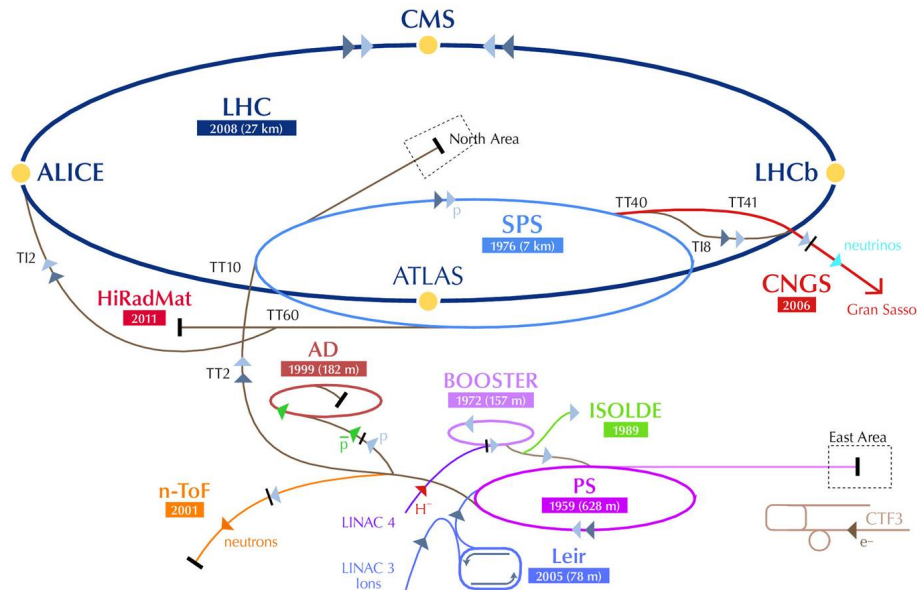 CMS
LHC
2008 (27 km)
North Area
ALICE
LHCb
p
SPS
1976 (7 km)
TT40
TT41
TI8
neutrinos
TI2
TT10
ATLAS
CNGS
2006
Gran Sasso
HiRadMat
2011
TT60
AD
1999 (182 m)
TT2
BOOSTER
1972 (157 m)
ISOLDE
1989
p
p̅
East Area
n-ToF
2001
PS
1959 (628 m)
H⁻
LINAC 4
neutrons
CTF3
e–
LINAC 3
Ions
Leir
2005 (78 m)